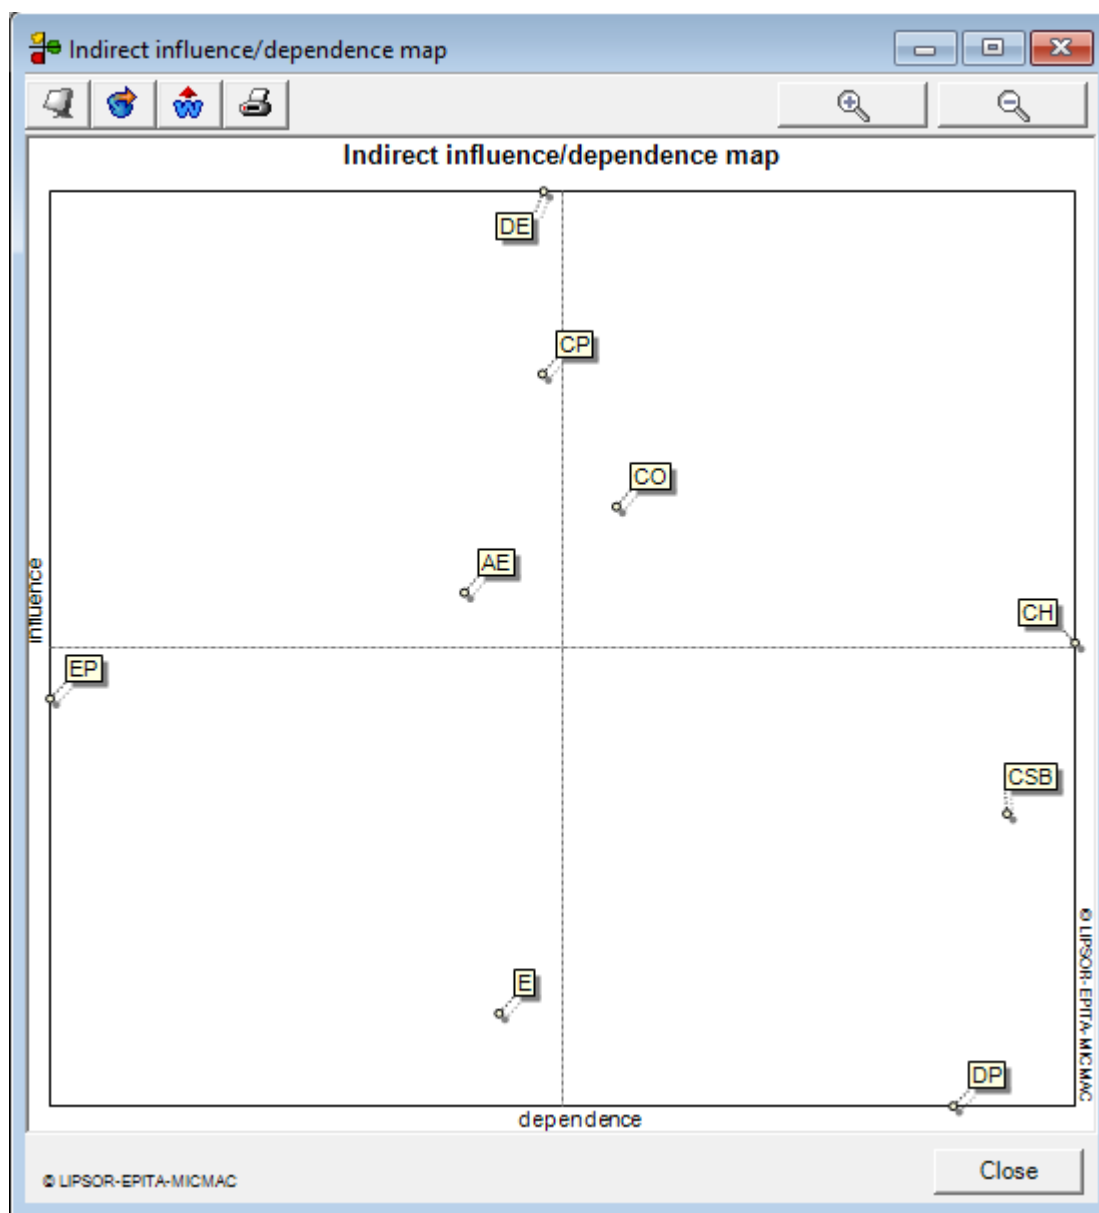 Indirect influence/dependence map
Indirect influence/dependence map
DE
CP
CO
AE
influence
CH
EP
CSB
E
DP
© LIPSOR-EPITA-MICMAC
dependence
© LIPSOR-EPITA-MICMAC
Close